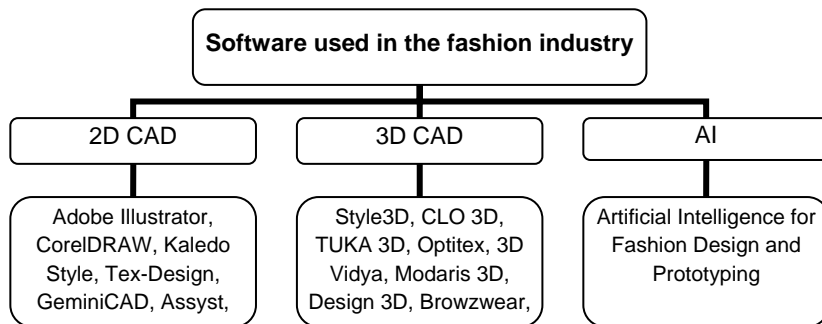 Software used in the fashion industry
2D CAD
3D CAD
AI
Adobe Illustrator,
CorelDRAW, Kaledo
Style, Tex-Design,
GeminiCAD, Assyst,
Style3D, CLO 3D,
TUKA 3D, Optitex, 3D
Vidya, Modaris 3D,
Design 3D, Browzwear,
Artificial Intelligence for
Fashion Design and
Prototyping